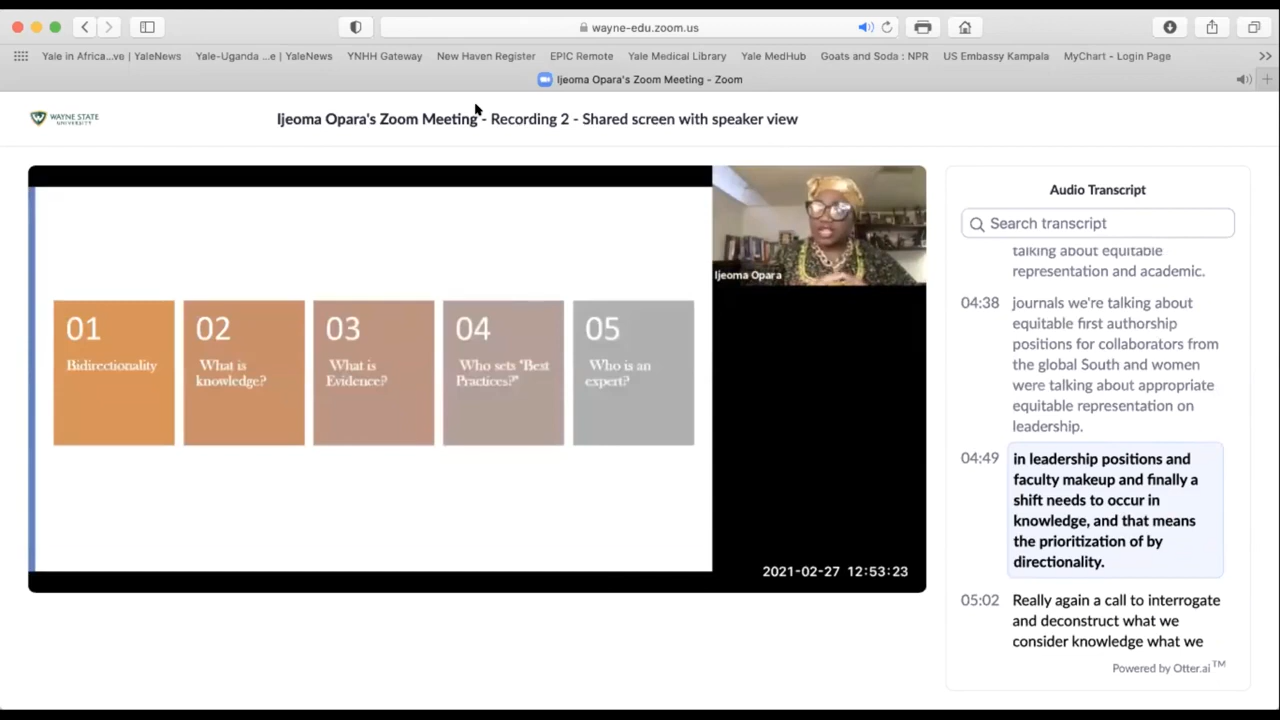 wayne-edu.zoom.us
Yale in Africa...ve | YaleNews Yale-Uganda ...e | YaleNews YNHH Gateway New Haven Register EPIC Remote Yale Medical Library Yale MedHub Goats and Soda : NPR US Embassy Kampala MyChart - Login Page
Ijeoma Opara's Zoom Meeting - Zoom
WAYNE STATE
UNIVERSITY
Ijeoma Opara's Zoom Meeting - Recording 2 - Shared screen with speaker view
01
Bidirectionality
02
What is
knowledge?
03
What is
Evidence?
04
Who sets "Best
Practices?"
05
Who is an
expert?
Ijeoma Opara
2021-02-27 12:53:23
Audio Transcript
Search transcript
talking about equitable
representation and academic.
04:38 journals we're talking about
equitable first authorship
positions for collaborators from
the global South and women
were talking about appropriate
equitable representation on
leadership.
04:49 in leadership positions and
faculty makeup and finally a
shift needs to occur in
knowledge, and that means
the prioritization of by
directionality.
05:02 Really again a call to interrogate
and deconstruct what we
consider knowledge what we
Powered by Otter.ai TM